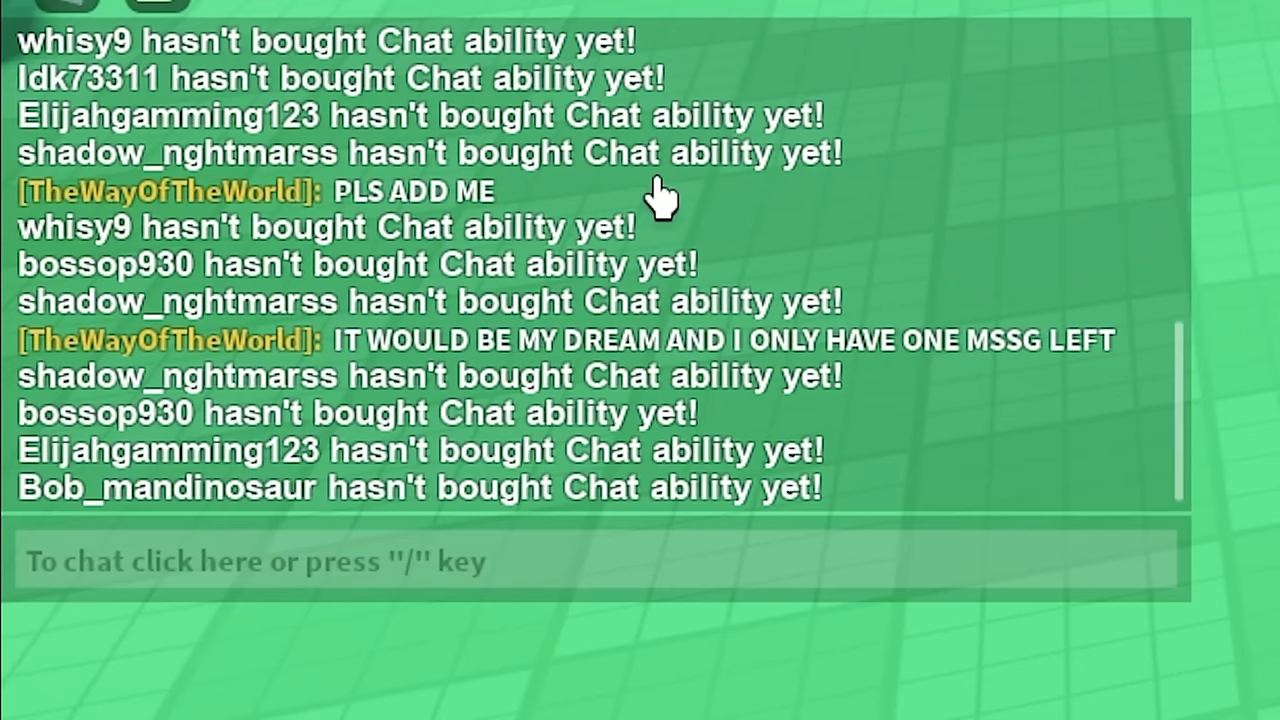 whisy9 hasn't bought Chat ability yet!
Idk73311 hasn't bought Chat ability yet!
Elijahgamming123 hasn't bought Chat ability yet!
shadow_nghtmarss hasn't bought Chat ability yet!
[TheWayOfTheWorld]: PLS ADD ME
whisy9 hasn't bought Chat ability yet!
bossop930 hasn't bought Chat ability yet!
shadow_nghtmarss hasn't bought Chat ability yet!
[TheWayOfTheWorld]: IT WOULD BE MY DREAM AND I ONLY HAVE ONE MSSG LEFT
shadow_nghtmarss hasn't bought Chat ability yet!
bossop930 hasn't bought Chat ability yet!
Elijahgamming123 hasn't bought Chat ability yet!
Bob_mandinosaur hasn't bought Chat ability yet!
To chat click here or press "/" key